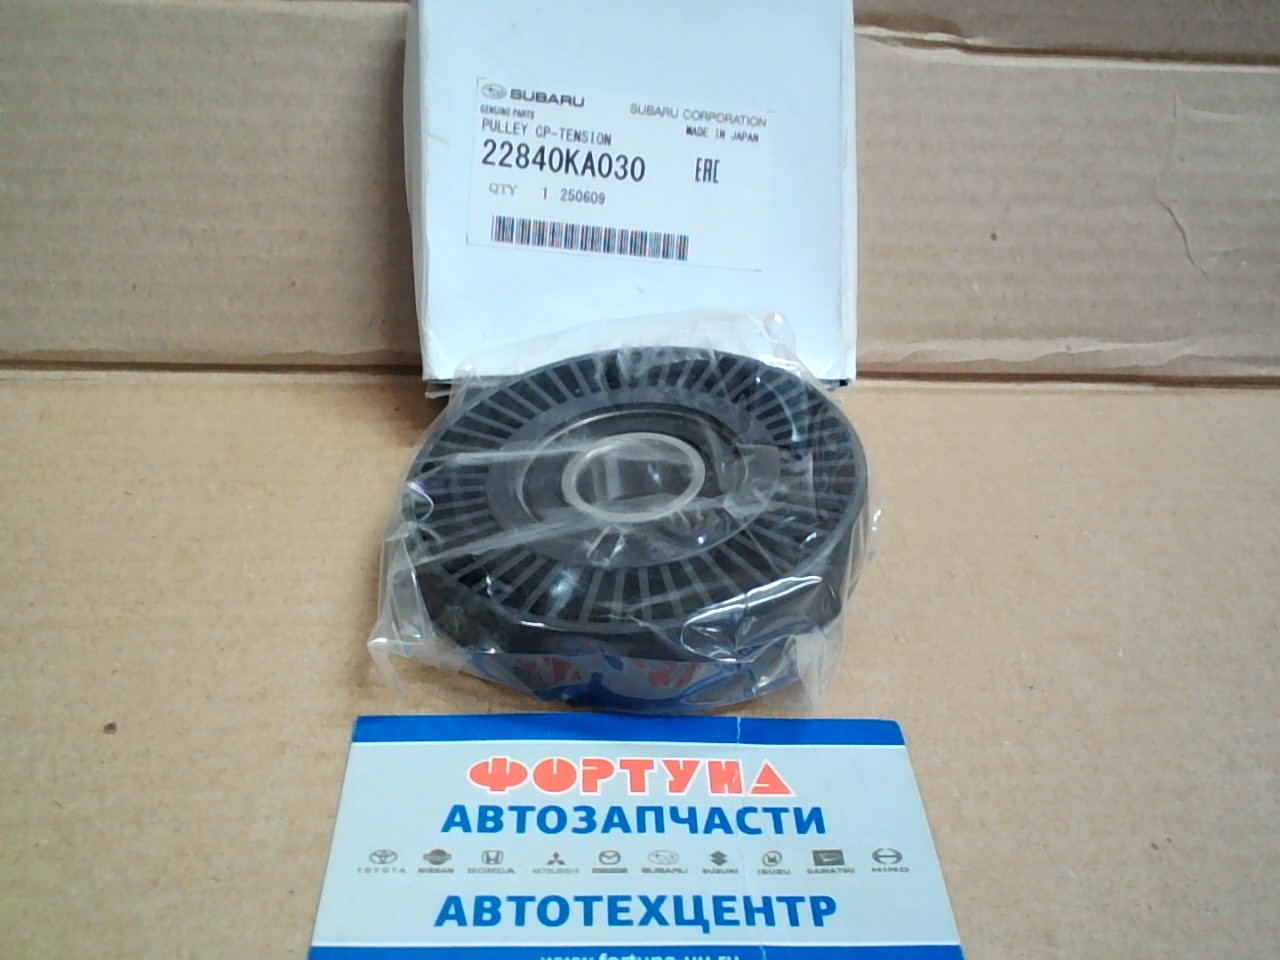 SUBARU SUBARU CORPORATION
GENUINE PARTS MADE IN JAPAN
PULLEY CP-TENSION
22840KA030 EAC
QTY 1 250609
ФОРТУНА
АВТОЗАПЧАСТИ
TOYOTA NISSAN HONDA MITSUBISHI SUBARU SUZUKI ISUZU DAIHATSU HINO
АВТОТЕХЦЕНТР